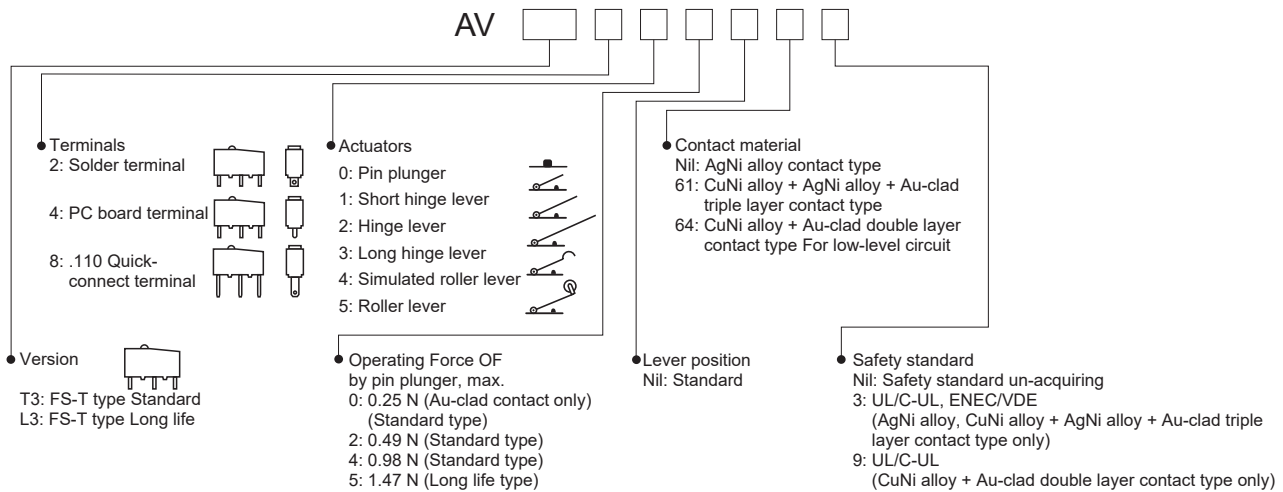 AV
Terminals
2: Solder terminal
4: PC board terminal
8: .110 Quick-
connect terminal
Actuators
0: Pin plunger
1: Short hinge lever
2: Hinge lever
3: Long hinge lever
4: Simulated roller lever
5: Roller lever
Contact material
Nil: AgNi alloy contact type
61: CuNi alloy + AgNi alloy + Au-clad
triple layer contact type
64: CuNi alloy + Au-clad double layer
contact type For low-level circuit
Version
T3: FS-T type Standard
L3: FS-T type Long life
Operating Force OF
by pin plunger, max.
0: 0.25 N (Au-clad contact only)
(Standard type)
2: 0.49 N (Standard type)
4: 0.98 N (Standard type)
5: 1.47 N (Long life type)
Lever position
Nil: Standard
Safety standard
Nil: Safety standard un-acquiring
3: UL/C-UL, ENEC/VDE
(AgNi alloy, CuNi alloy + AgNi alloy + Au-clad triple
layer contact type only)
9: UL/C-UL
(CuNi alloy + Au-clad double layer contact type only)